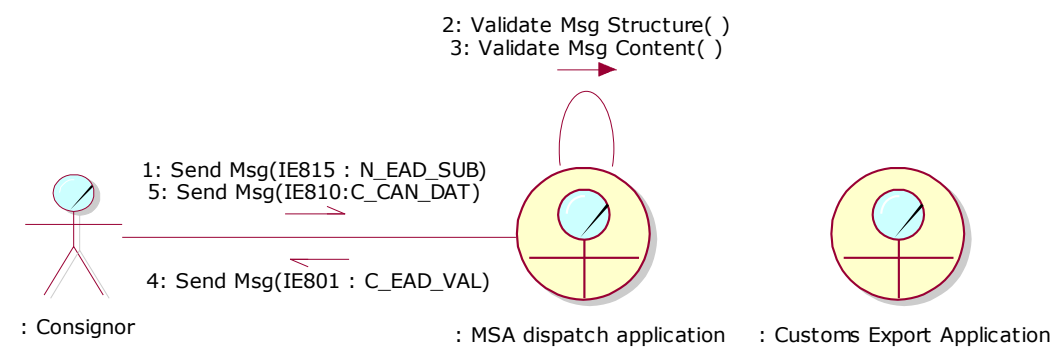 2: Validate Msg Structure( )
3: Validate Msg Content( )
1: Send Msg(IE815 : N_EAD_SUB)
5: Send Msg(IE810:C_CAN_DAT)
4: Send Msg(IE801 : C_EAD_VAL)
: Consignor
: MSA dispatch application
: Customs Export Application